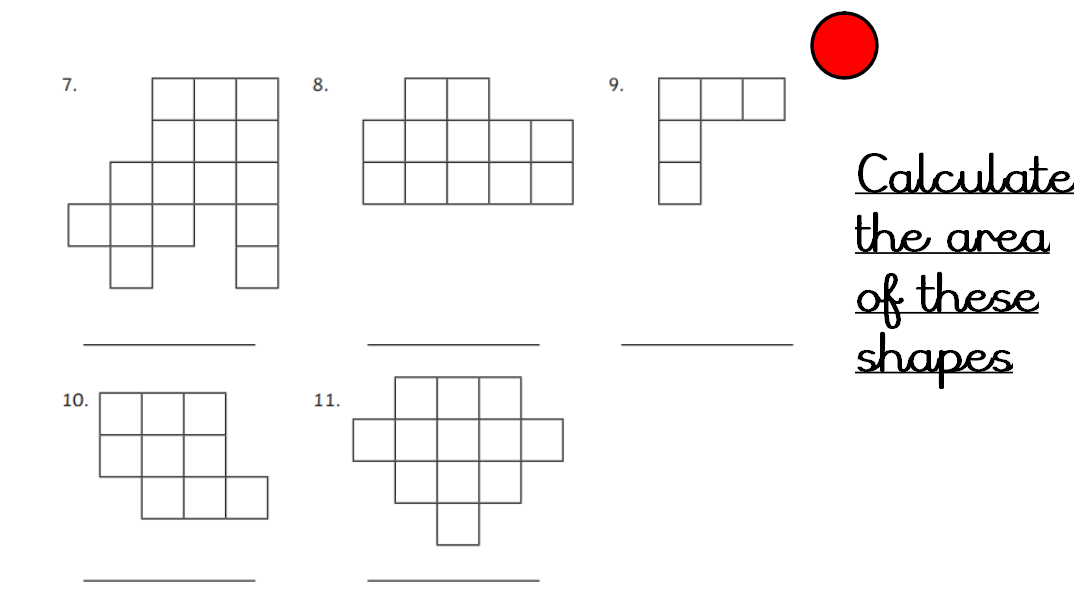 7.
8.
9.
Calculate
the area
of these
shapes
10.
11.